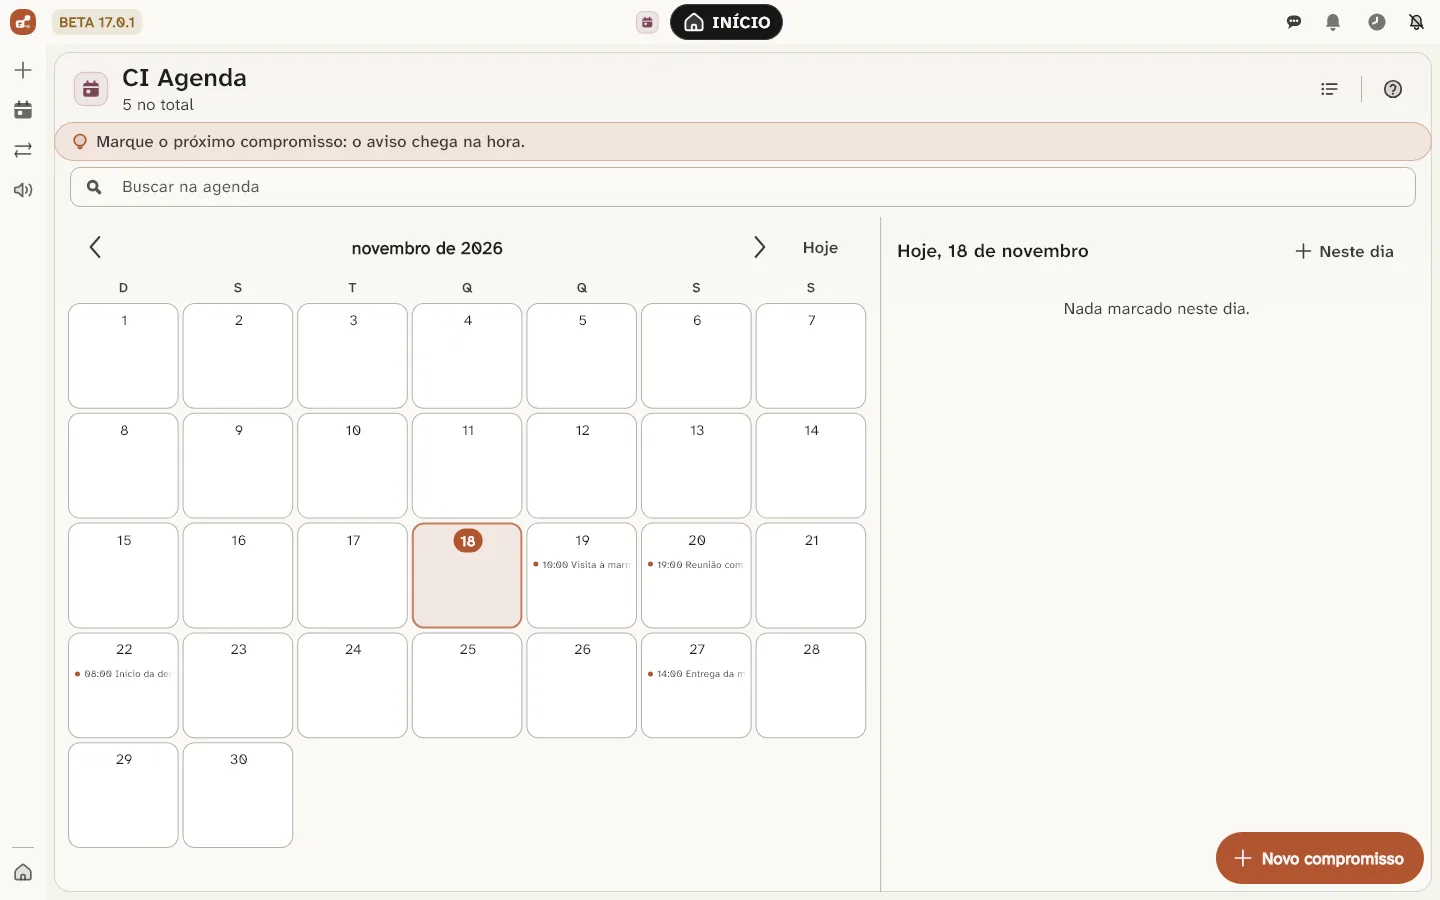 BETA 17.0.1
INÍCIO
CI Agenda
5 no total
Marque o próximo compromisso: o aviso chega na hora.
Buscar na agenda
novembro de 2026
Hoje
D S T Q Q S S
1 2 3 4 5 6 7
8 9 10 11 12 13 14
15 16 17 18 19 20 21
10:00 Visita à
19:00 Reunião com
22 23 24 25 26 27 28
08:00 Início da
14:00 Entrega da
29 30
Hoje, 18 de novembro
Neste dia
Nada marcado neste dia.
Novo compromisso